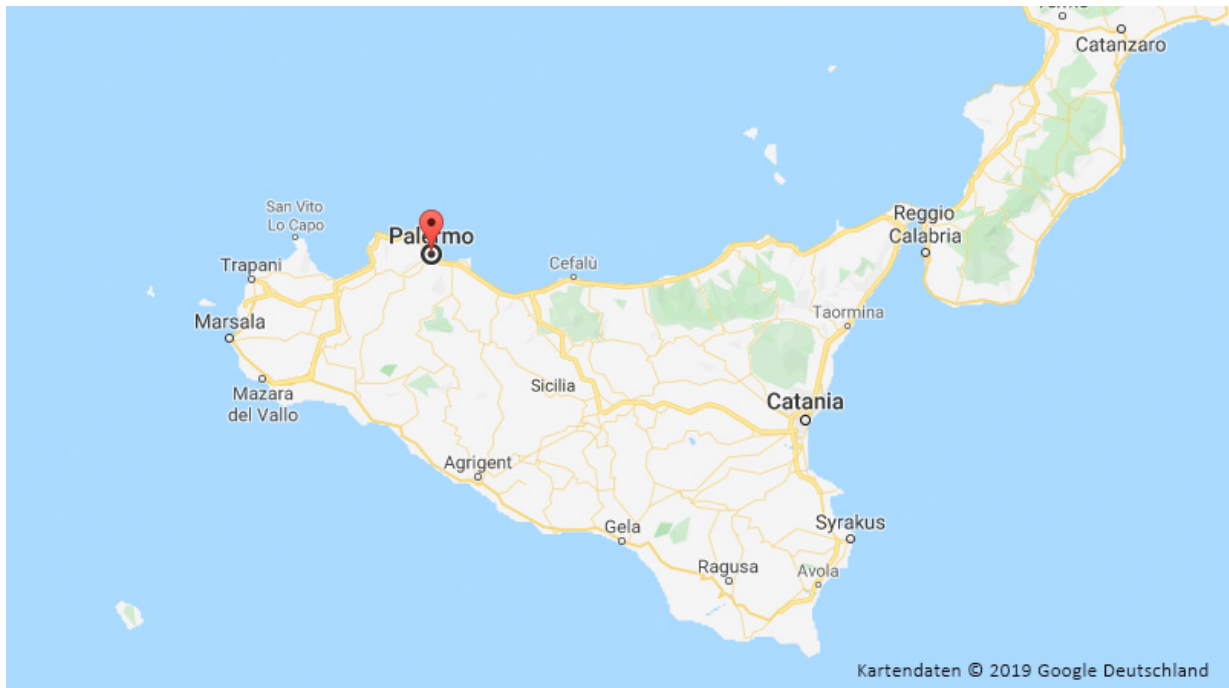 Catanzaro
San Vito
Lo Capo
Palermo
Reggio
Calabria
Trapani
Cefalù
Taormina
Marsala
Sicilia
Mazara
del Vallo
Catania
Agrigent
Gela
Syrakus
Ragusa
Avola
Kartendaten © 2019 Google Deutschland